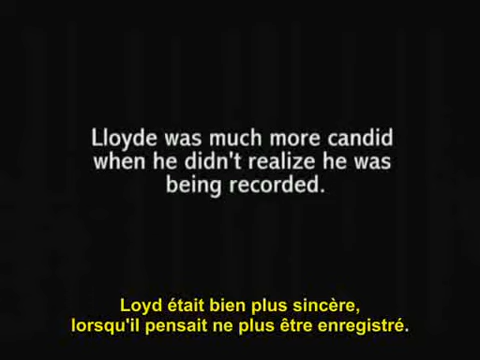 Lloyde was much more candid
when he didn't realize he was
being recorded.
Loyd était bien plus sincère,
lorsqu'il pensait ne plus être enregistré.